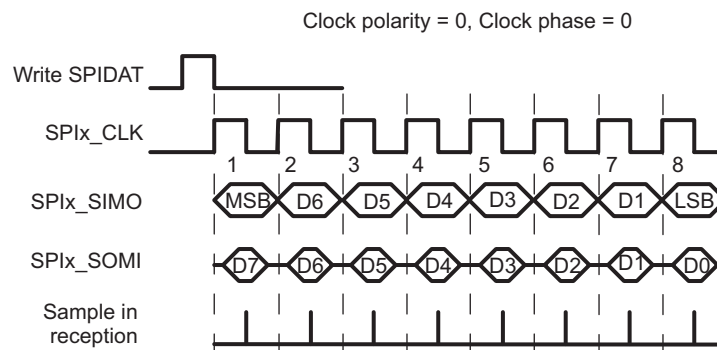 Clock polarity = 0, Clock phase = 0
Write SPIDAT
SPIx_CLK
1 2 3 4 5 6 7 8
SPIx_SIMO MSB D6 D5 D4 D3 D2 D1 LSB
SPIx_SOMI D7 D6 D5 D4 D3 D2 D1 D0
Sample in
reception